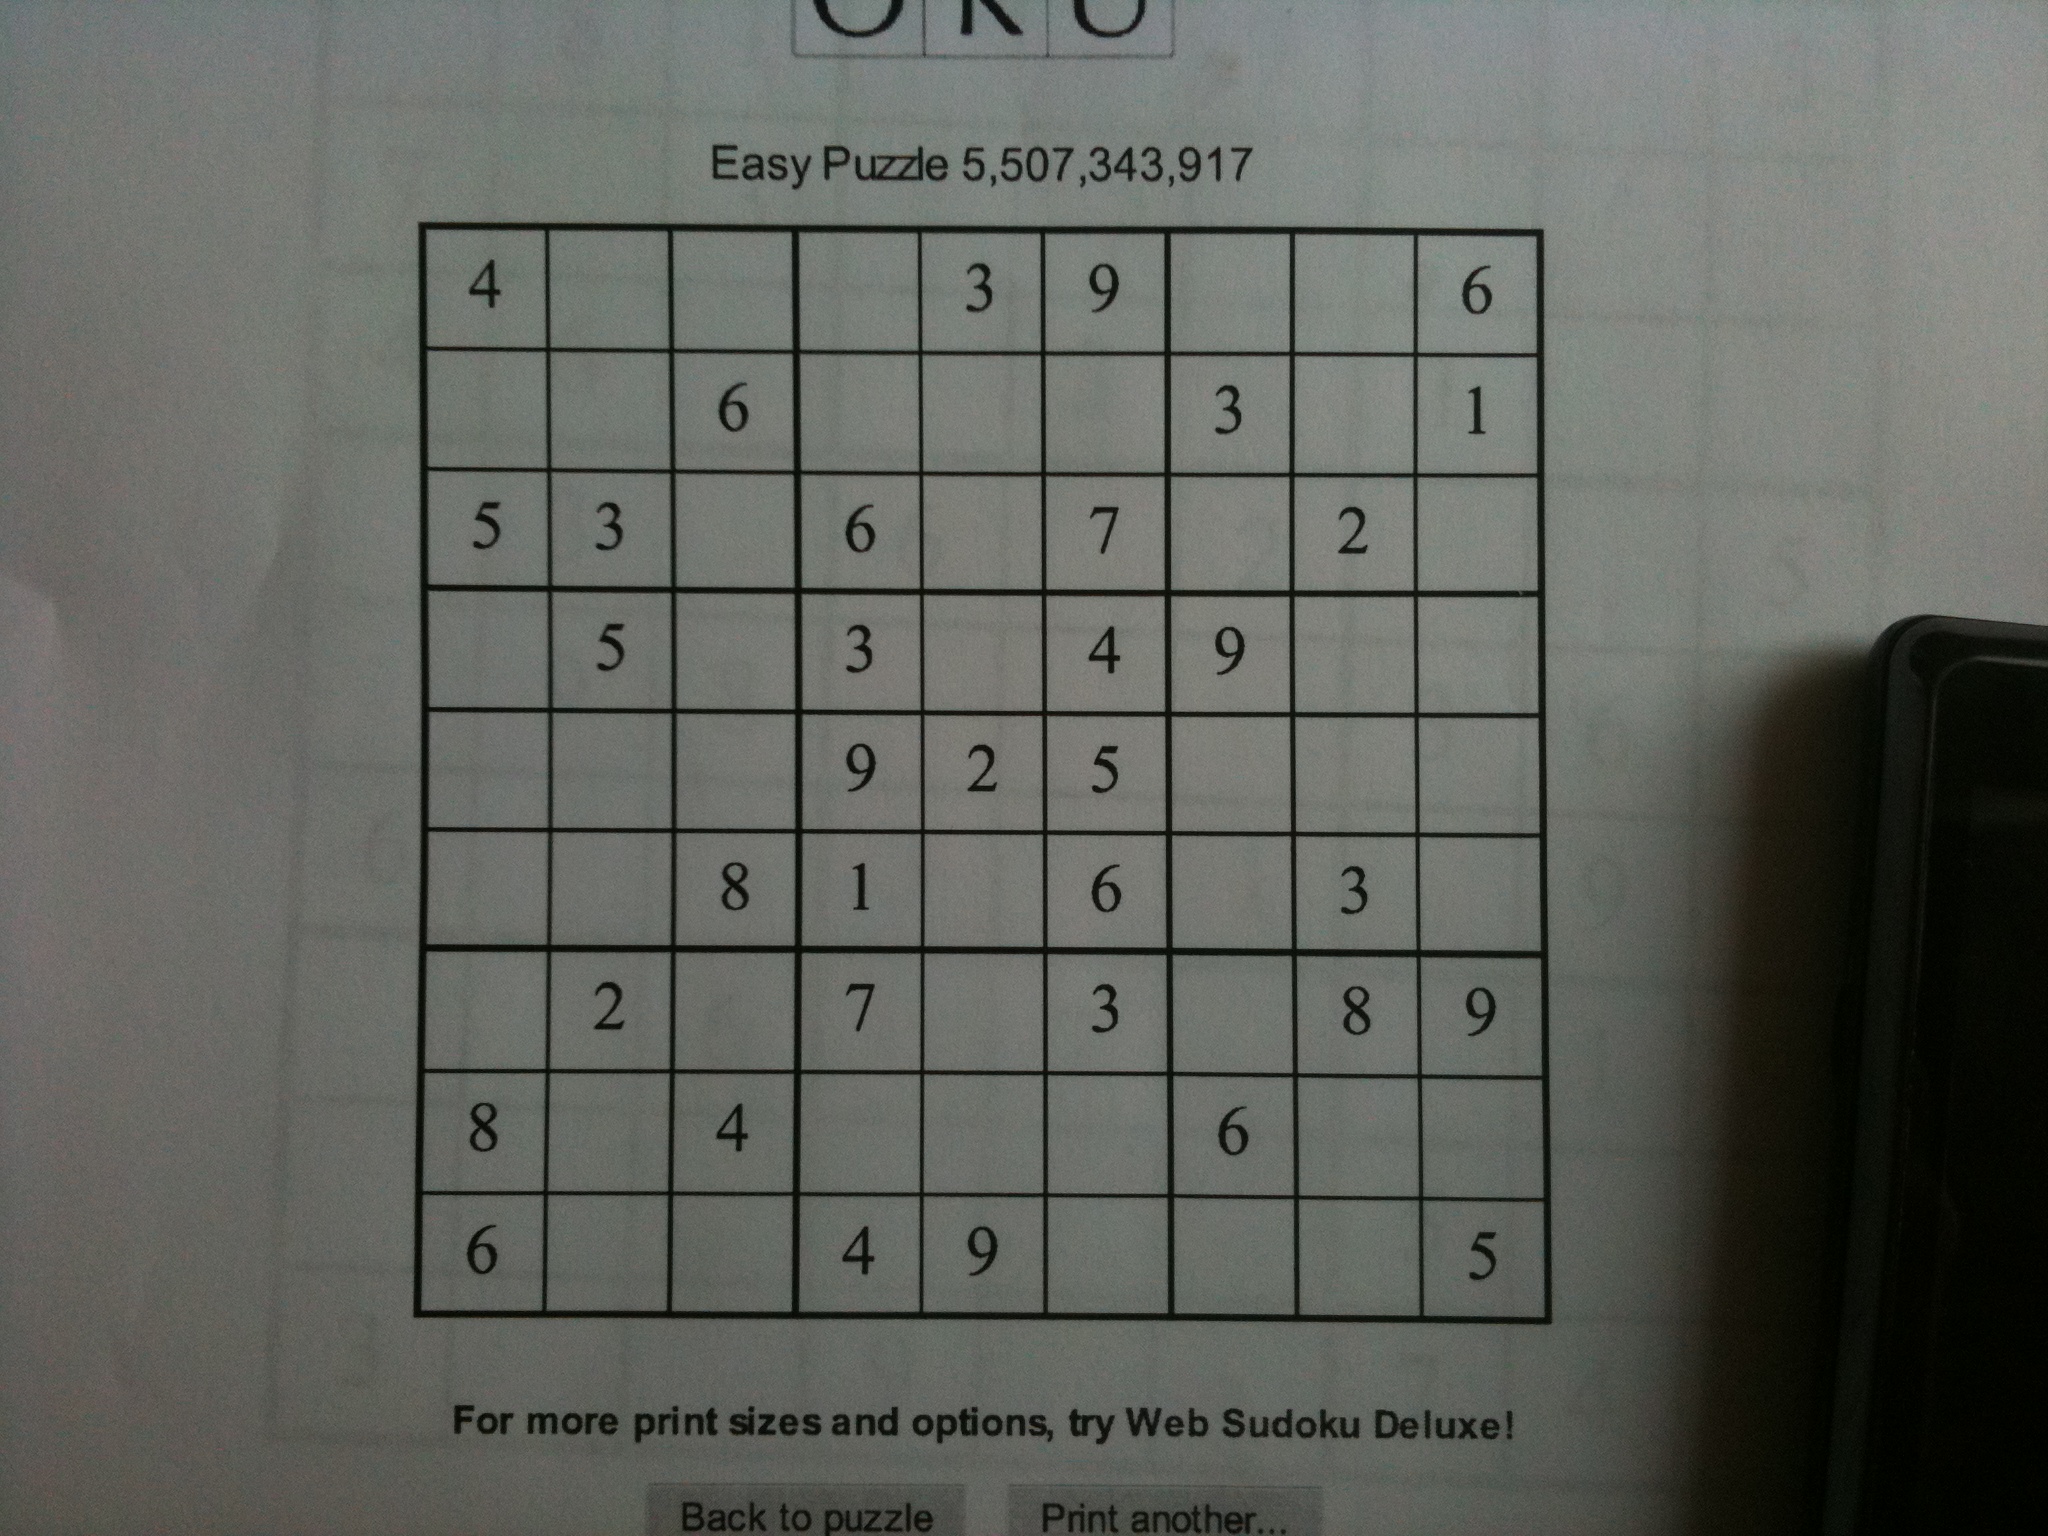 O K U
Easy Puzzle 5,507,343,917
4 3 9 6
6 3 1
5 3 6 7 2
5 3 4 9
9 2 5
8 1 6 3
2 7 3 8 9
8 4 6
6 4 9 5
For more print sizes and options, try Web Sudoku Deluxe!
Back to puzzle Print another...